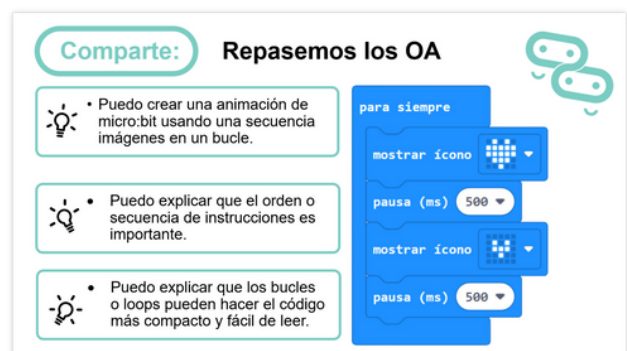 Comparte:
Repasemos los OA
• Puedo crear una animación de
micro:bit usando una secuencia
imágenes en un bucle.
• Puedo explicar que el orden o
secuencia de instrucciones es
importante.
• Puedo explicar que los bucles
o loops pueden hacer el código
más compacto y fácil de leer.
para siempre
mostrar ícono
pausa (ms) 500
mostrar ícono
pausa (ms) 500